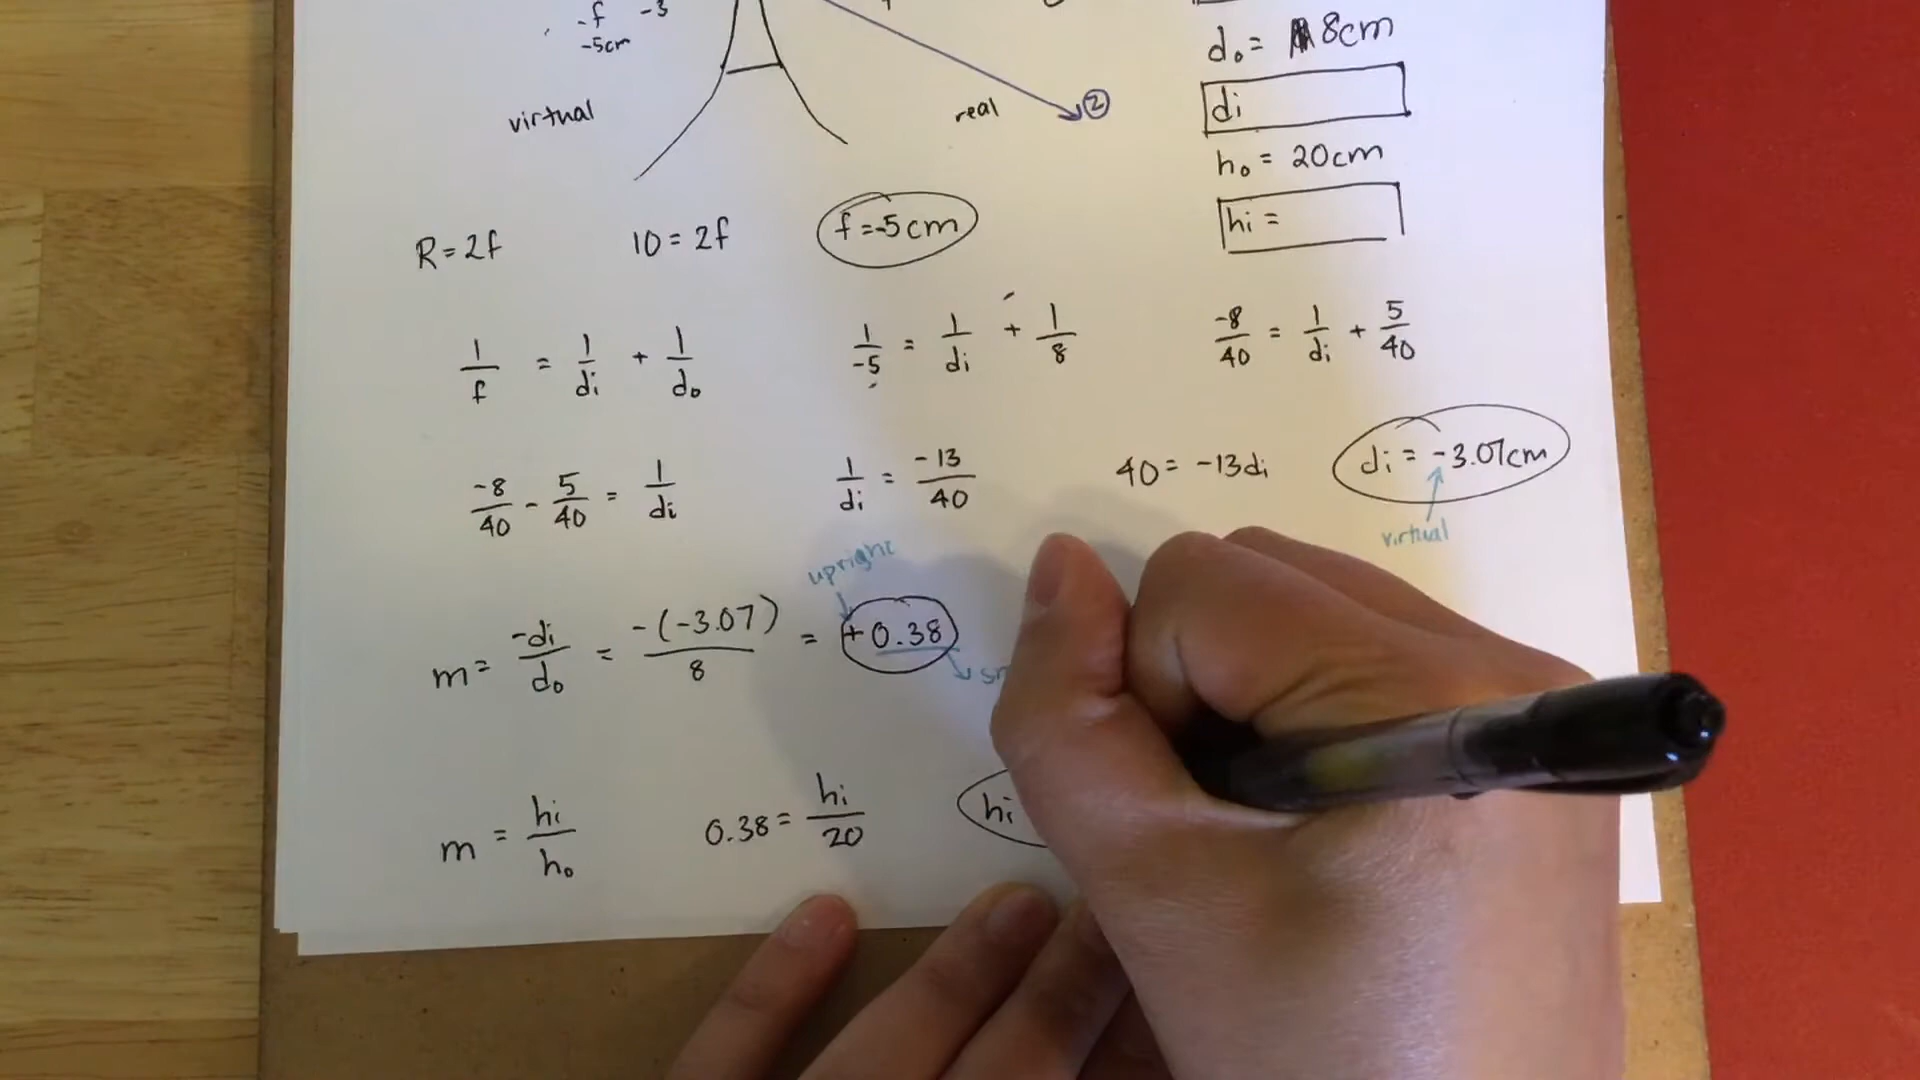 -f -3
-5cm
virtual
real
②
d₀ = 8cm
di
h₀ = 20cm
hi =
R = 2f 10 = 2f f = -5cm
1/f = 1/di + 1/d₀ 1/-5 = 1/di + 1/8 -8/40 = 1/di + 5/40
-8/40 - 5/40 = 1/di 1/di = -13/40 40 = -13di di = -3.07cm
virtual
upright
m = -di/d₀ = -(-3.07)/8 = +0.38
m = hi/h₀ 0.38 = hi/20 hi